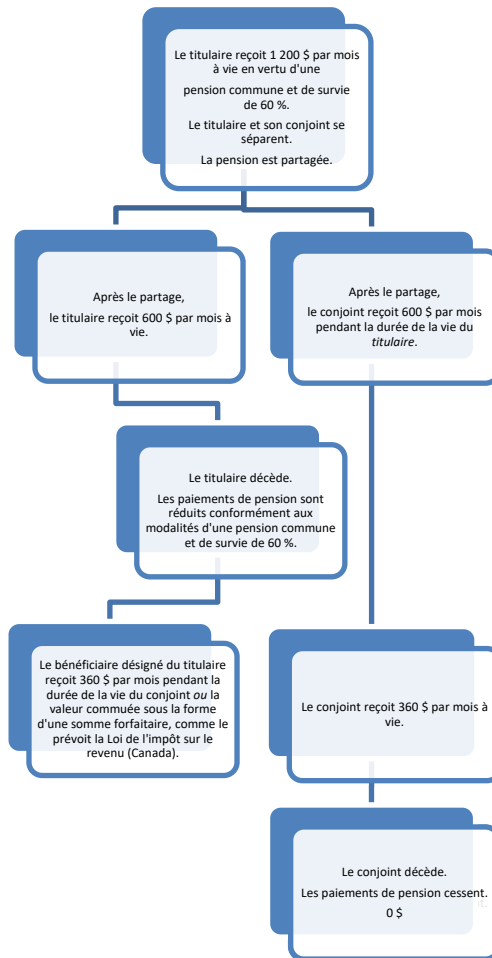 Le titulaire reçoit 1 200 $ par mois
à vie en vertu d'une
pension commune et de survie
de 60 %.
Le titulaire et son conjoint se
séparent.
La pension est partagée.
Après le partage,
le titulaire reçoit 600 $ par mois à
vie.
Après le partage,
le conjoint reçoit 600 $ par mois
pendant la durée de la vie du
titulaire.
Le titulaire décède.
Les paiements de pension sont
réduits conformément aux
modalités d'une pension commune
et de survie de 60 %.
Le bénéficiaire désigné du titulaire
reçoit 360 $ par mois pendant la
durée de la vie du conjoint ou la
valeur commuée sous la forme
d'une somme forfaitaire, comme le
prévoit la Loi de l'impôt sur le
revenu (Canada).
Le conjoint reçoit 360 $ par mois à
vie.
Le conjoint décède.
Les paiements de pension cessent.
0 $